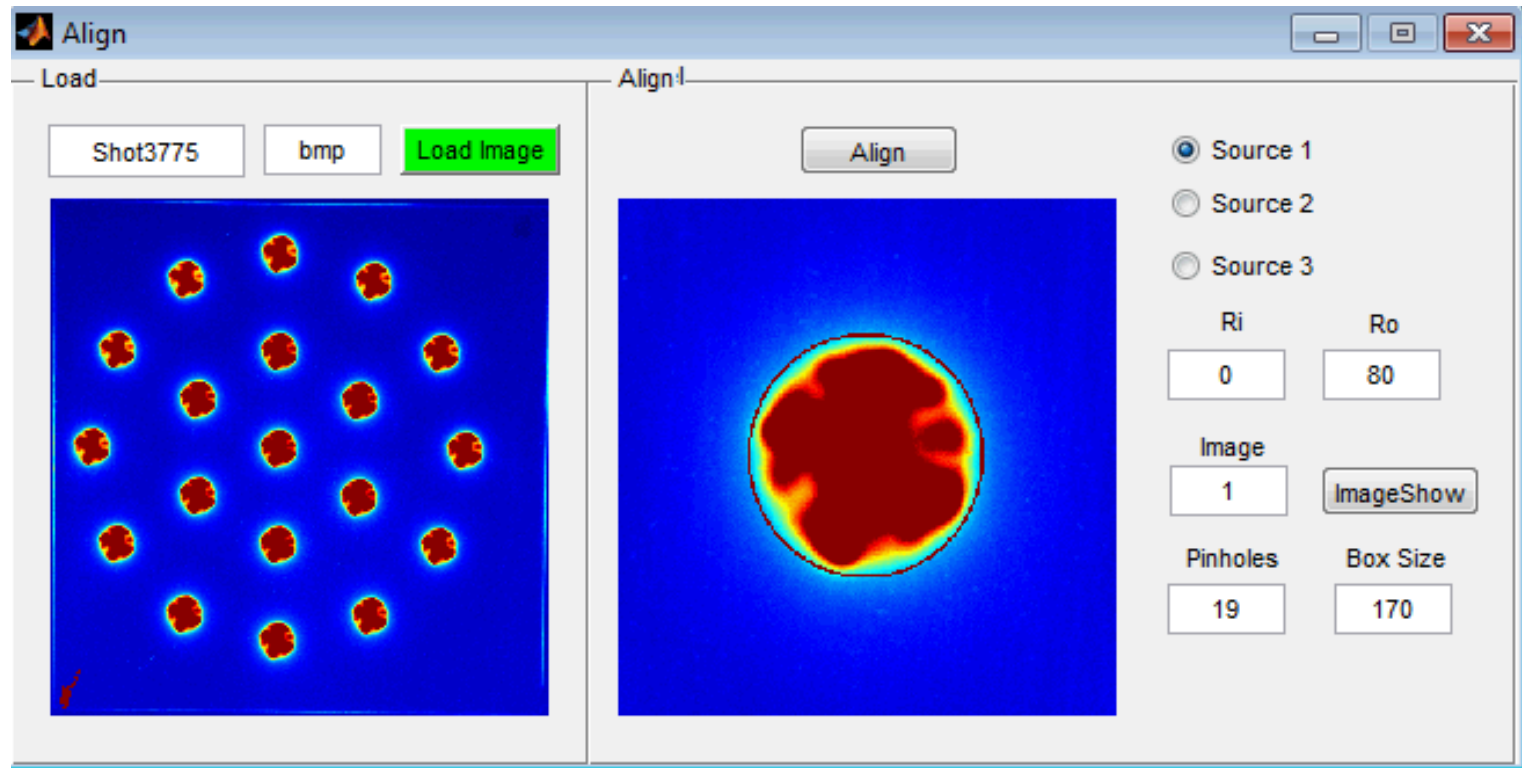 Align
Load
Align
Shot3775
bmp
Load Image
Align
Source 1
Source 2
Source 3
Ri
Ro
0
80
Image
1
ImageShow
Pinholes
Box Size
19
170